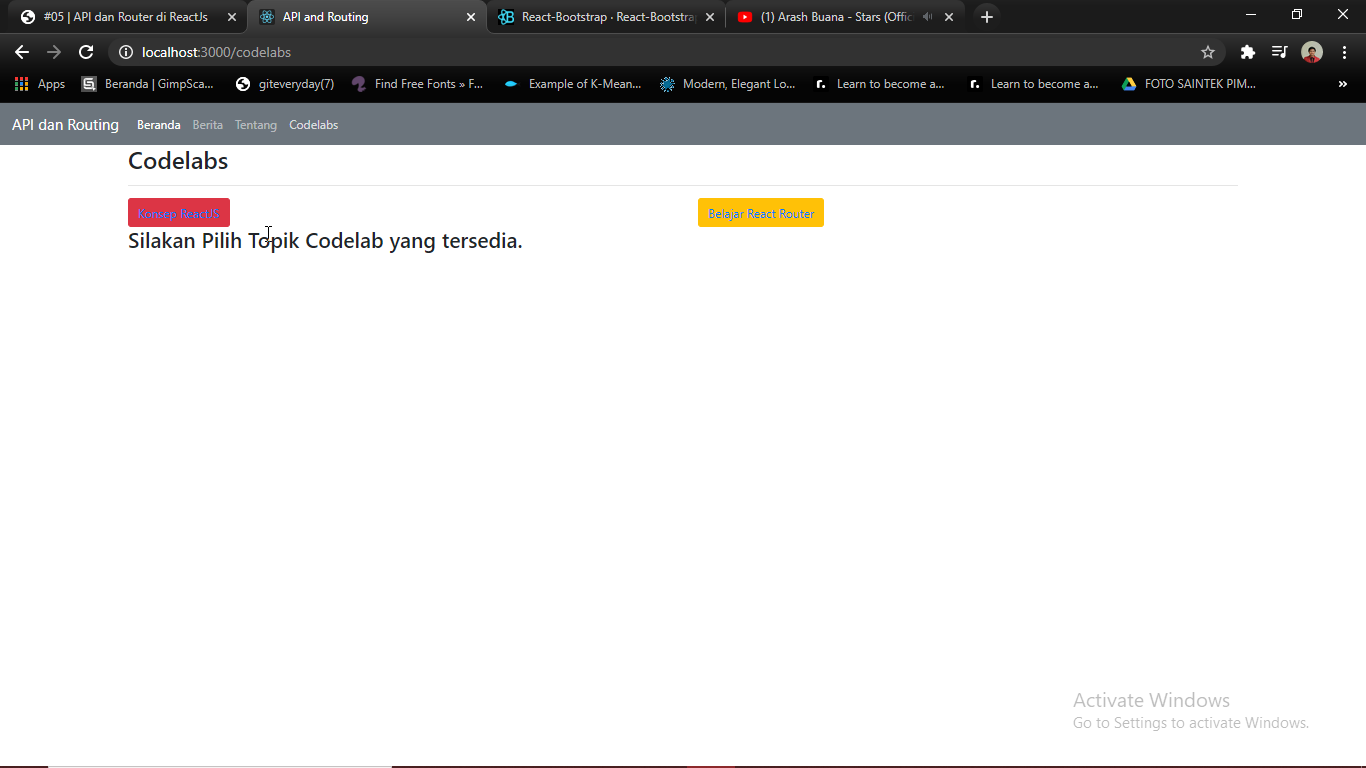 #05 | API dan Router di ReactJs
API and Routing
React-Bootstrap · React-Bootstra
(1) Arash Buana - Stars (Offic
localhost:3000/codelabs
Apps
Beranda | GimpSca...
giteveryday(7)
Find Free Fonts » F...
Example of K-Mean...
Modern, Elegant Lo...
Learn to become a...
Learn to become a...
FOTO SAINTEK PIM...
»
API dan Routing Beranda Berita Tentang Codelabs
Codelabs
Konsep ReactJS
Belajar React Router
Silakan Pilih Topik Codelab yang tersedia.
Activate Windows
Go to Settings to activate Windows.